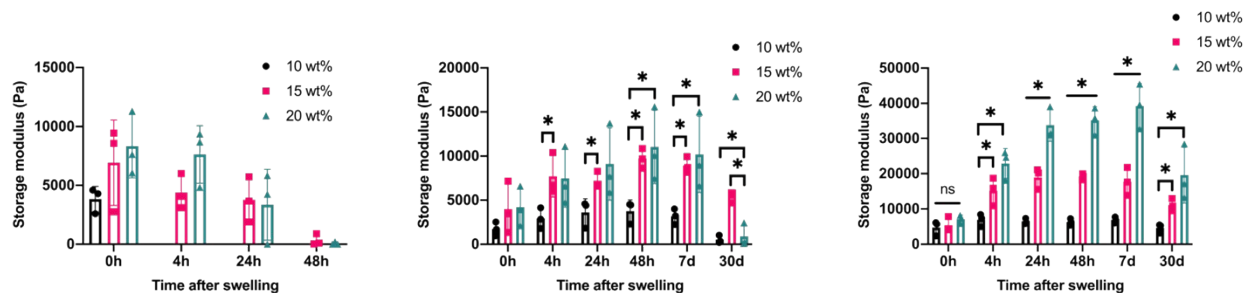 Storage modulus (Pa)
15000
10000
5000
0
0h 4h 24h 48h
Time after swelling
10 wt%
15 wt%
20 wt%
Storage modulus (Pa)
20000
15000
10000
5000
0
* * * * * * * *
0h 4h 24h 48h 7d 30d
Time after swelling
10 wt%
15 wt%
20 wt%
Storage modulus (Pa)
50000
40000
30000
20000
10000
0
ns * * * * * * *
0h 4h 24h 48h 7d 30d
Time after swelling
10 wt%
15 wt%
20 wt%